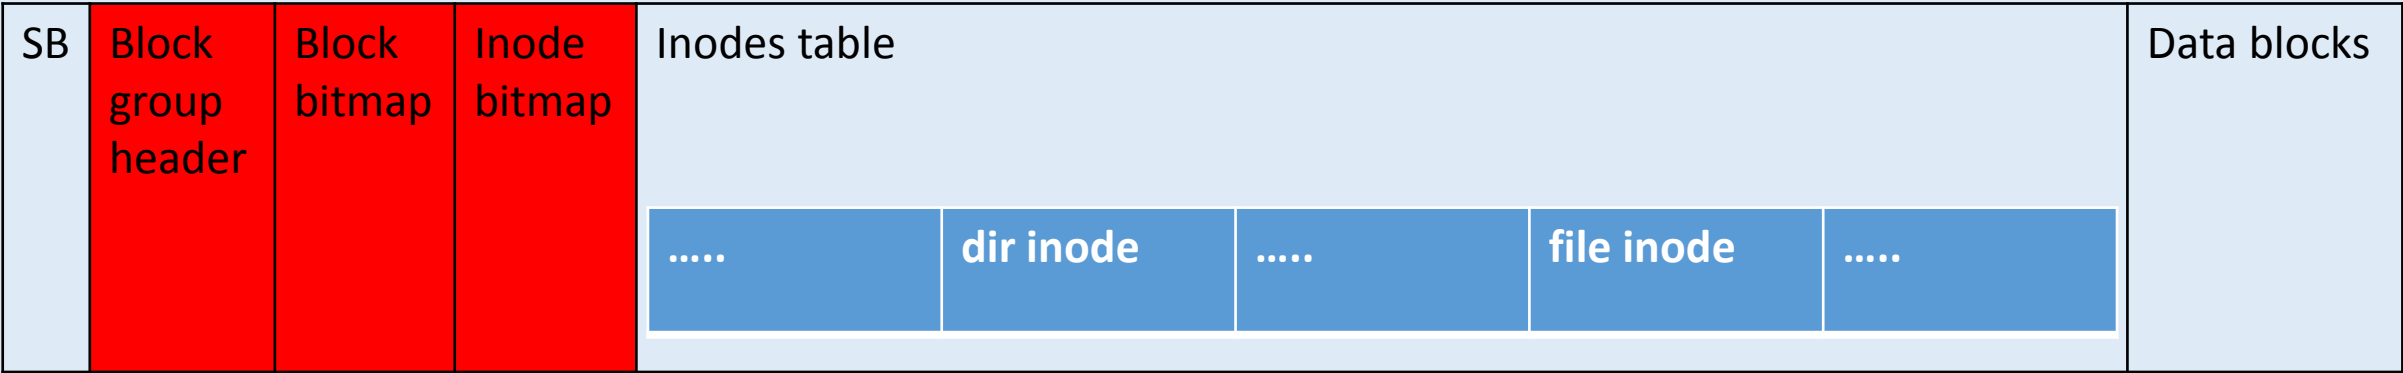 SB
Block
group
header
Block
bitmap
Inode
bitmap
Inodes table
.....
dir inode
.....
file inode
.....
Data blocks